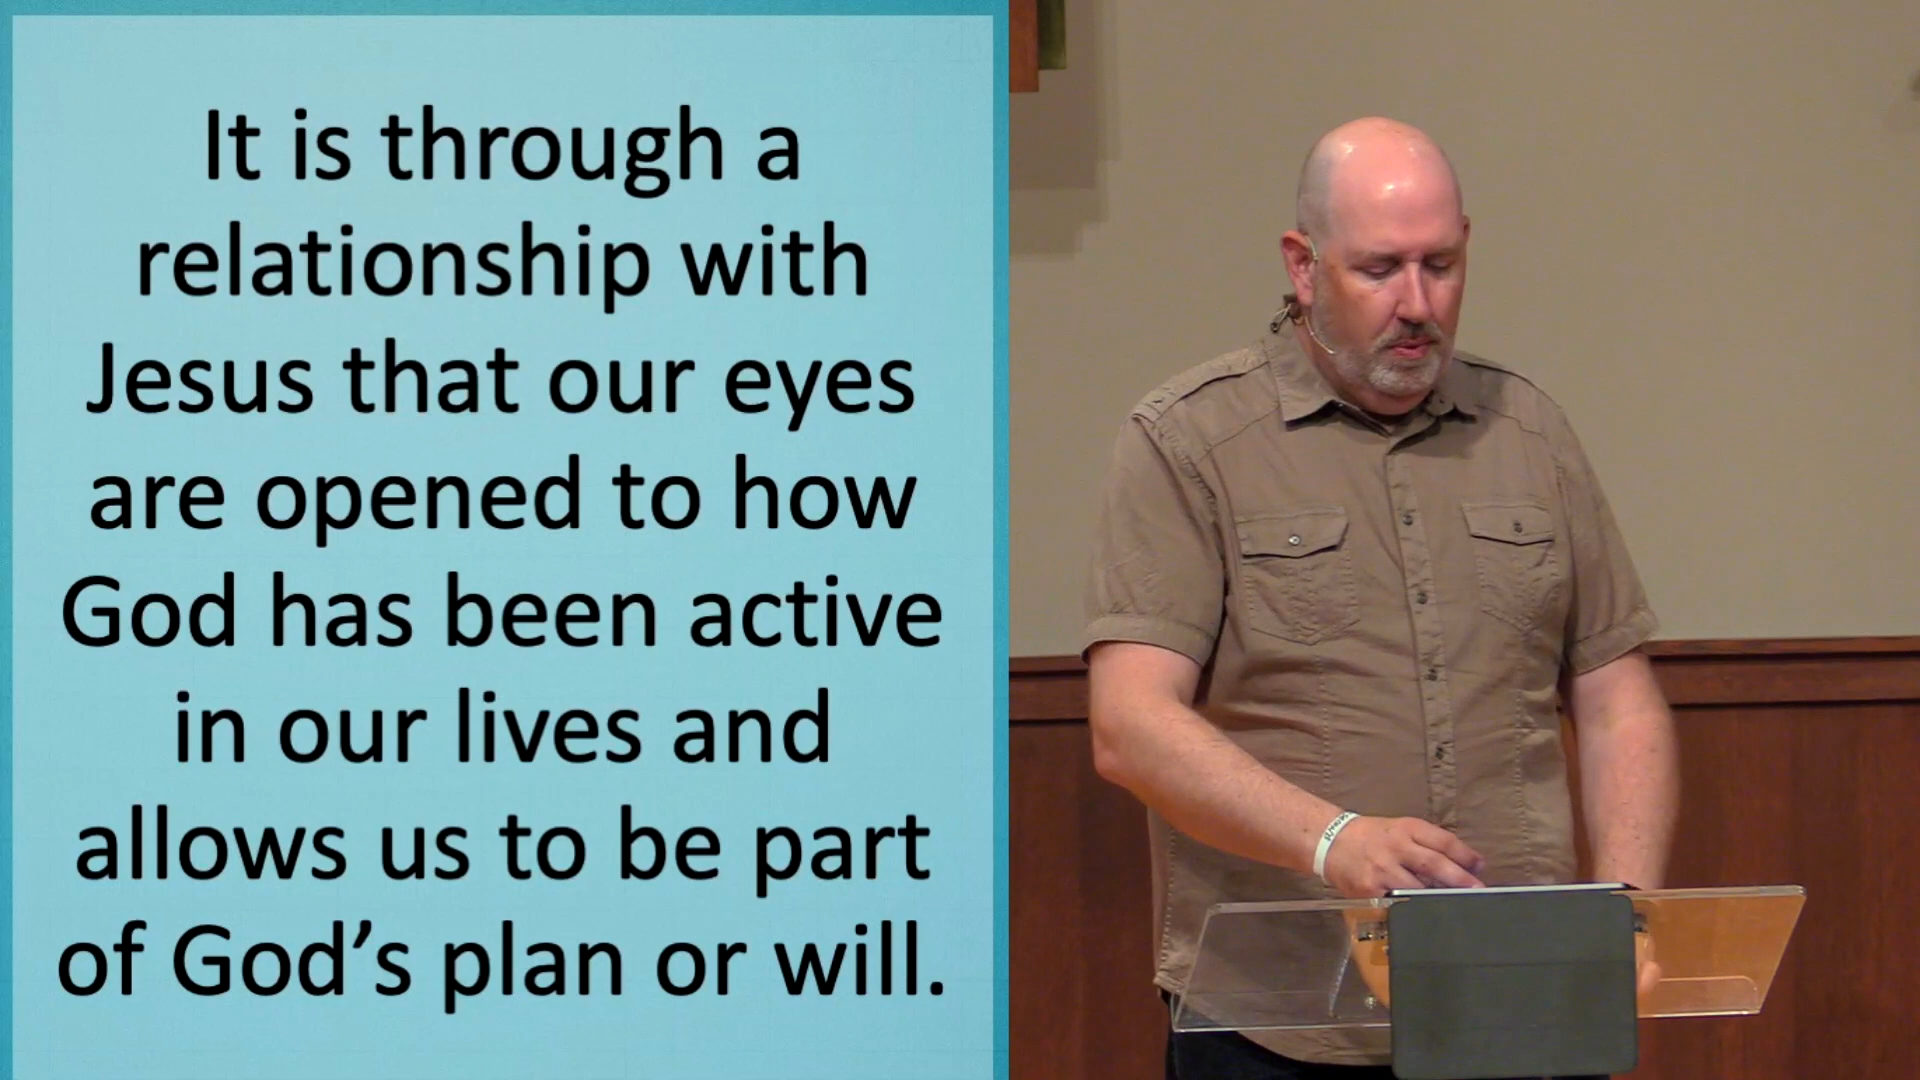 It is through a
relationship with
Jesus that our eyes
are opened to how
God has been active
in our lives and
allows us to be part
of God’s plan or will.